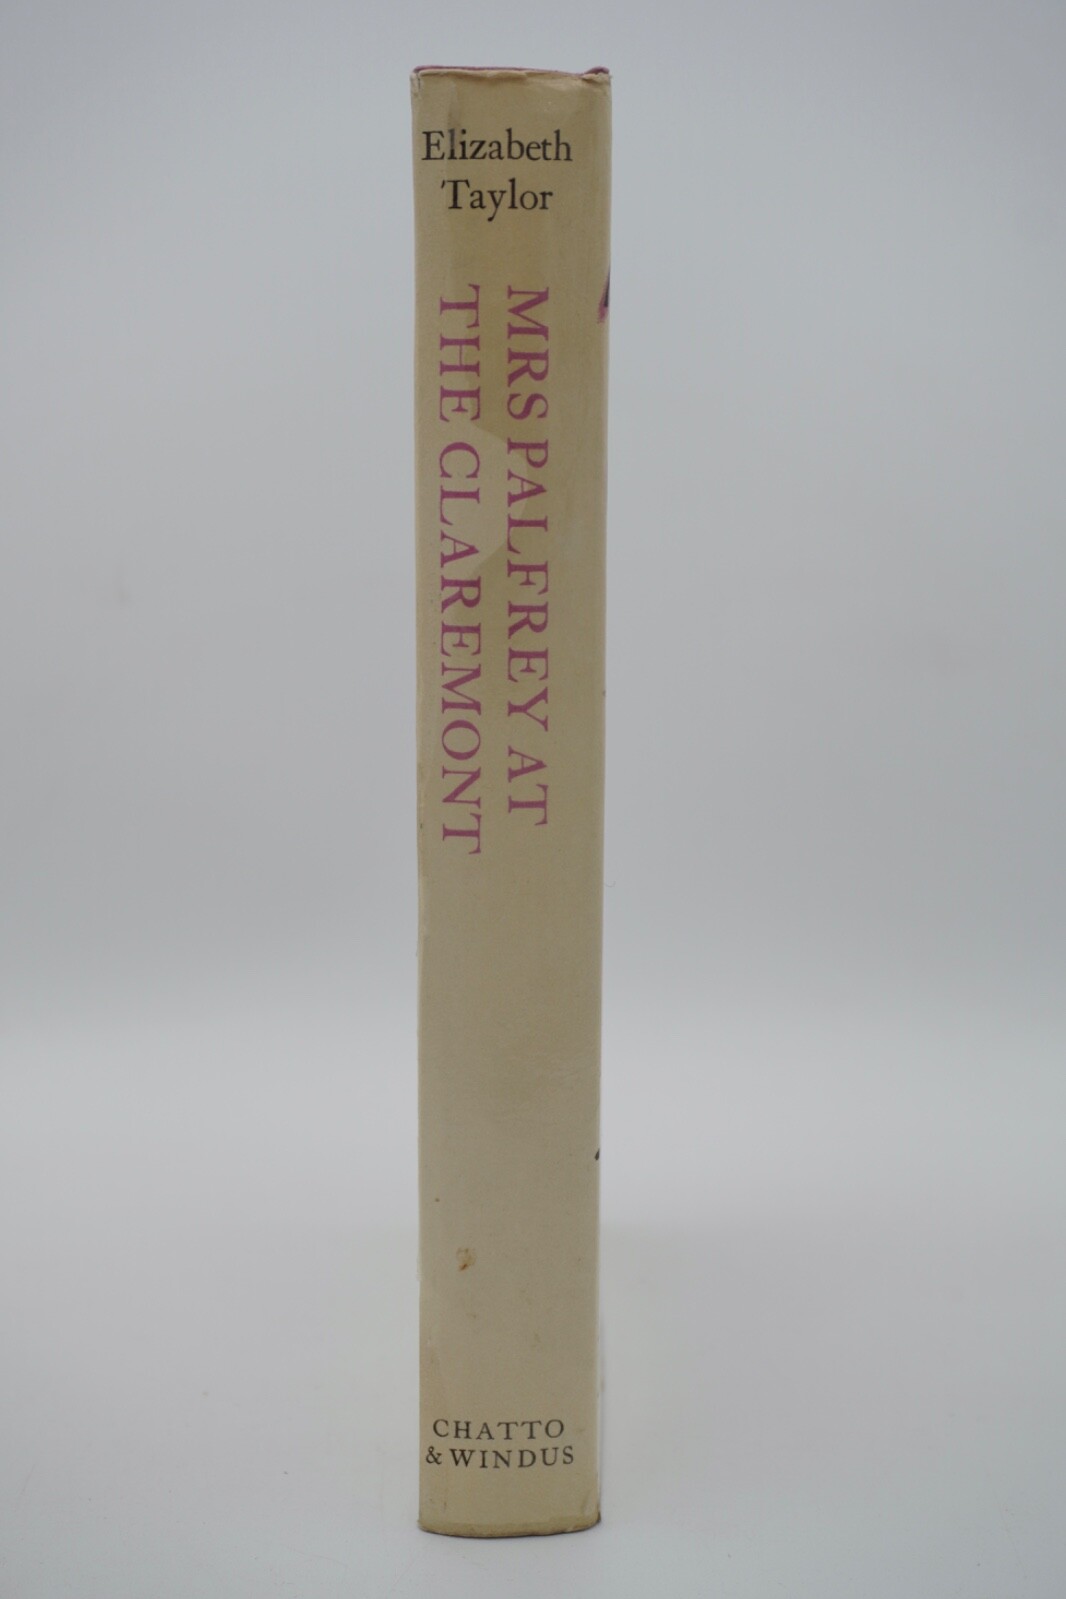 Elizabeth
Taylor
MRS PALFREY AT
THE CLAREMONT
CHATTO
& WINDUS